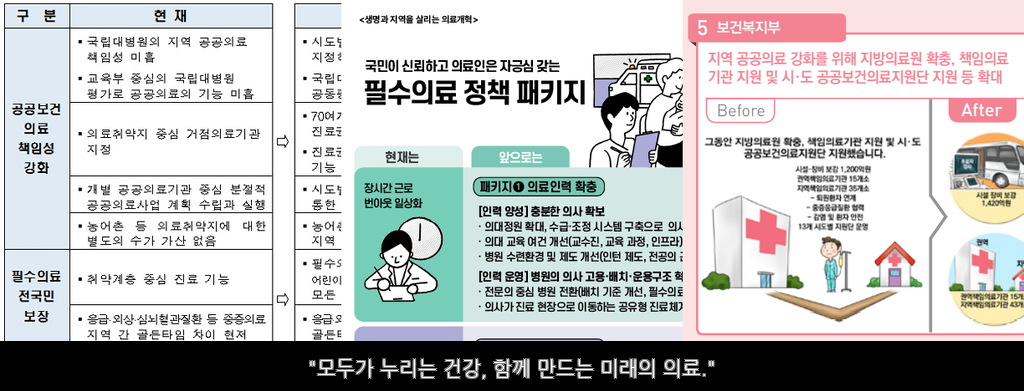 구 분
현 재
공공보건
의료
책임성
강화
▪ 국립대병원의 지역 공공의료
책임성 미흡
▪ 교육부 중심의 국립대병원
평가로 공공의료의 기능 미흡
▪ 의료취약지 중심 거점의료기관
지정
▪ 개별 공공의료기관 중심 분절적
공공의료사업 계획 수립과 실행
▪ 농어촌 등 의료취약지에 대한
별도의 수가 가산 없음
필수의료
전국민
보장
▪ 취약계층 중심 진료 기능
▪ 응급·외상·심뇌혈관질환 등 중증의료
지역 간 골든타임 차이 현저
▪ 시도별
지정
▪ 국립대
공동
▪ 70여개
진료권
▪ 진료권
기능
▪ 시도별
통한
▪ 농어촌
지역
▪ 필수의
어린이
모든
▪ 응급·외
골든타
<생명과 지역을 살리는 의료개혁>
국민이 신뢰하고 의료인은 자긍심 갖는
필수의료 정책 패키지
현재는
앞으로는
장시간 근로
번아웃 일상화
패키지❶ 의료인력 확충
[인력 양성] 충분한 의사 확보
· 의대정원 확대, 수급·조정 시스템 구축으로 의사
· 의대 교육 여건 개선(교수진, 교육 과정, 인프라)
· 병원 수련환경 및 제도 개선(인턴 제도, 전공의 근
[인력 운영] 병원의 의사 고용·배치·운용구조 혁
· 전문의 중심 병원 전환(배치 기준 개선, 필수의료
· 의사가 진료 현장으로 이동하는 공유형 진료체계
5 보건복지부
지역 공공의료 강화를 위해 지방의료원 확충, 책임의료
기관 지원 및 시·도 공공보건의료지원단 지원 등 확대
Before
After
그동안 지방의료원 확충, 책임의료기관 지원 및 시·도
공공보건의료지원단 지원했습니다.
시설·장비 보강 1,200억원
권역책임의료기관 15개소
지역책임의료기관 35개소
- 퇴원환자 연계
- 중증응급질환 협력
- 감염 및 환자 안전
13개 시도별 지원단 운영
시설 장비 보강
1,420억원
권역
지역
권역책임의료기관 15개
지역책임의료기관 43개
"모두가 누리는 건강, 함께 만드는 미래의 의료."